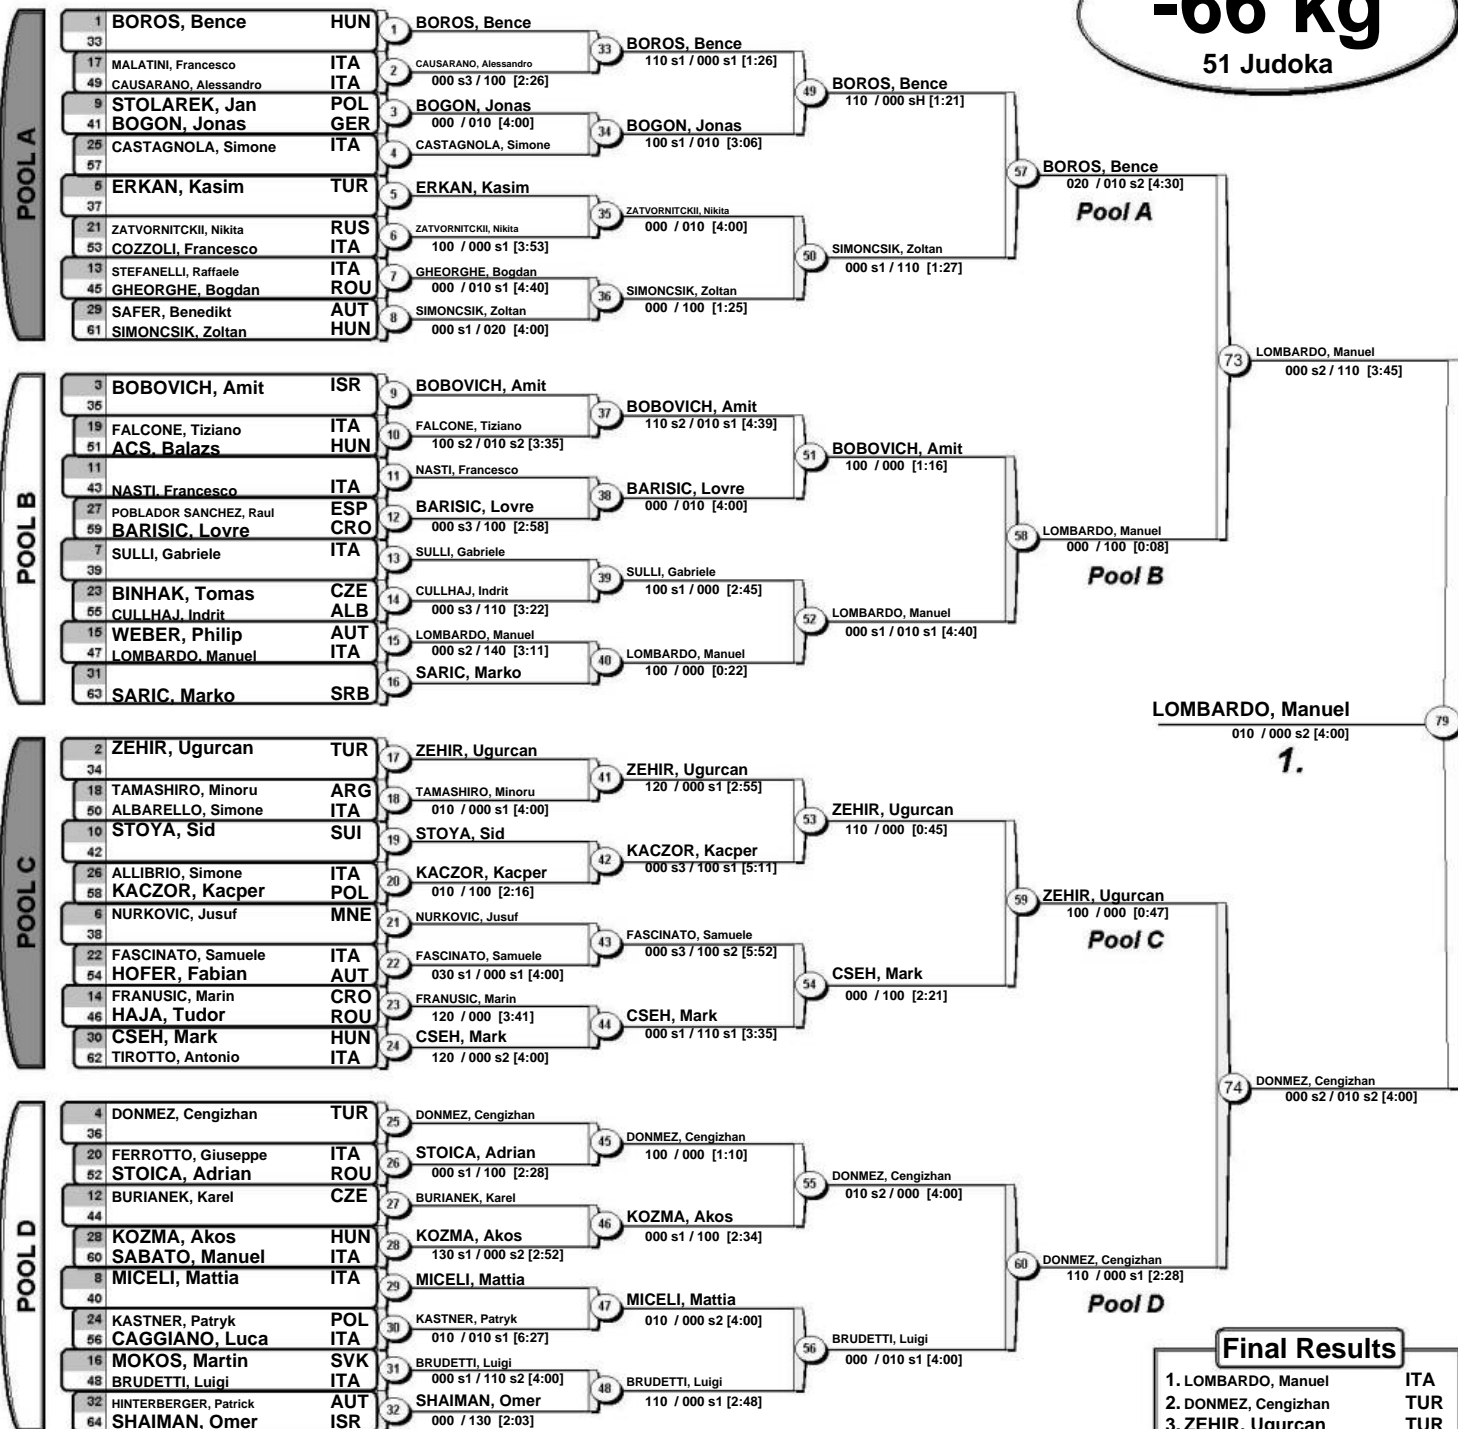 -66 kg
51 Judoka
POOL A
1 BOROS, Bence HUN
33
17 MALATINI, Francesco ITA
49 CAUSARANO, Alessandro ITA
9 STOLAREK, Jan POL
41 BOGON, Jonas GER
25 CASTAGNOLA, Simone ITA
57
5 ERKAN, Kasim TUR
37
21 ZATVORNITCKII, Nikita RUS
53 COZZOLI, Francesco ITA
13 STEFANELLI, Raffaele ITA
45 GHEORGHE, Bogdan ROU
29 SAFER, Benedikt AUT
61 SIMONCSIK, Zoltan HUN
1 BOROS, Bence
2 CAUSARANO, Alessandro
000 s3 / 100 [2:26]
3 BOGON, Jonas
000 / 010 [4:00]
4 CASTAGNOLA, Simone
5 ERKAN, Kasim
6 ZATVORNITCKII, Nikita
100 / 000 s1 [3:53]
7 GHEORGHE, Bogdan
000 / 010 s1 [4:40]
8 SIMONCSIK, Zoltan
000 s1 / 020 [4:00]
33 BOROS, Bence
110 s1 / 000 s1 [1:26]
34 BOGON, Jonas
100 s1 / 010 [3:06]
35 ZATVORNITCKII, Nikita
000 / 010 [4:00]
36 SIMONCSIK, Zoltan
000 / 100 [1:25]
49 BOROS, Bence
110 / 000 sH [1:21]
50 SIMONCSIK, Zoltan
000 s1 / 110 [1:27]
57 BOROS, Bence
020 / 010 s2 [4:30]
Pool A
POOL B
3 BOBOVICH, Amit ISR
35
19 FALCONE, Tiziano ITA
51 ACS, Balazs HUN
11
43 NASTI, Francesco ITA
27 POBLADOR SANCHEZ, Raul ESP
59 BARISIC, Lovre CRO
7 SULLI, Gabriele ITA
39
23 BINHAK, Tomas CZE
55 CULLHAJ, Indrit ALB
15 WEBER, Philip AUT
47 LOMBARDO, Manuel ITA
31
63 SARIC, Marko SRB
9 BOBOVICH, Amit
10 FALCONE, Tiziano
100 s2 / 010 s2 [3:35]
11 NASTI, Francesco
12 BARISIC, Lovre
000 s3 / 100 [2:58]
13 SULLI, Gabriele
14 CULLHAJ, Indrit
000 s3 / 110 [3:22]
15 LOMBARDO, Manuel
000 s2 / 140 [3:11]
16 SARIC, Marko
37 BOBOVICH, Amit
110 s2 / 010 s1 [4:39]
38 BARISIC, Lovre
000 / 010 [4:00]
39 SULLI, Gabriele
100 s1 / 000 [2:45]
40 LOMBARDO, Manuel
100 / 000 [0:22]
51 BOBOVICH, Amit
100 / 000 [1:16]
52 LOMBARDO, Manuel
000 s1 / 010 s1 [4:40]
58 LOMBARDO, Manuel
000 / 100 [0:08]
Pool B
73 LOMBARDO, Manuel
000 s2 / 110 [3:45]
LOMBARDO, Manuel 79
010 / 000 s2 [4:00]
1.
POOL C
2 ZEHIR, Ugurcan TUR
34
18 TAMASHIRO, Minoru ARG
50 ALBARELLO, Simone ITA
10 STOYA, Sid SUI
42
26 ALLIBRIO, Simone ITA
58 KACZOR, Kacper POL
6 NURKOVIC, Jusuf MNE
38
22 FASCINATO, Samuele ITA
54 HOFER, Fabian AUT
14 FRANUSIC, Marin CRO
46 HAJA, Tudor ROU
30 CSEH, Mark HUN
62 TIROTTO, Antonio ITA
17 ZEHIR, Ugurcan
18 TAMASHIRO, Minoru
010 / 000 s1 [4:00]
19 STOYA, Sid
20 KACZOR, Kacper
010 / 100 [2:16]
21 NURKOVIC, Jusuf
22 FASCINATO, Samuele
030 s1 / 000 s1 [4:00]
23 FRANUSIC, Marin
120 / 000 [3:41]
24 CSEH, Mark
120 / 000 s2 [4:00]
41 ZEHIR, Ugurcan
120 / 000 s1 [2:55]
42 KACZOR, Kacper
000 s3 / 100 s1 [5:11]
43 FASCINATO, Samuele
000 s3 / 100 s2 [5:52]
44 CSEH, Mark
000 s1 / 110 s1 [3:35]
53 ZEHIR, Ugurcan
110 / 000 [0:45]
54 CSEH, Mark
000 / 100 [2:21]
59 ZEHIR, Ugurcan
100 / 000 [0:47]
Pool C
POOL D
4 DONMEZ, Cengizhan TUR
36
20 FERROTTO, Giuseppe ITA
52 STOICA, Adrian ROU
12 BURIANEK, Karel CZE
44
28 KOZMA, Akos HUN
60 SABATO, Manuel ITA
8 MICELI, Mattia ITA
40
24 KASTNER, Patryk POL
56 CAGGIANO, Luca ITA
16 MOKOS, Martin SVK
48 BRUDETTI, Luigi ITA
32 HINTERBERGER, Patrick AUT
64 SHAIMAN, Omer ISR
25 DONMEZ, Cengizhan
26 STOICA, Adrian
000 s1 / 100 [2:28]
27 BURIANEK, Karel
28 KOZMA, Akos
130 s1 / 000 s2 [2:52]
29 MICELI, Mattia
30 KASTNER, Patryk
010 / 010 s1 [6:27]
31 BRUDETTI, Luigi
000 s1 / 110 s2 [4:00]
32 SHAIMAN, Omer
000 / 130 [2:03]
45 DONMEZ, Cengizhan
100 / 000 [1:10]
46 KOZMA, Akos
000 s1 / 100 [2:34]
47 MICELI, Mattia
010 / 000 s2 [4:00]
48 BRUDETTI, Luigi
110 / 000 s1 [2:48]
55 DONMEZ, Cengizhan
010 s2 / 000 [4:00]
56 BRUDETTI, Luigi
000 / 010 s1 [4:00]
60 DONMEZ, Cengizhan
110 / 000 s1 [2:28]
Pool D
74 DONMEZ, Cengizhan
000 s2 / 010 s2 [4:00]
Final Results
1. LOMBARDO, Manuel ITA
2. DONMEZ, Cengizhan TUR
3. ZEHIR, Ugurcan TUR